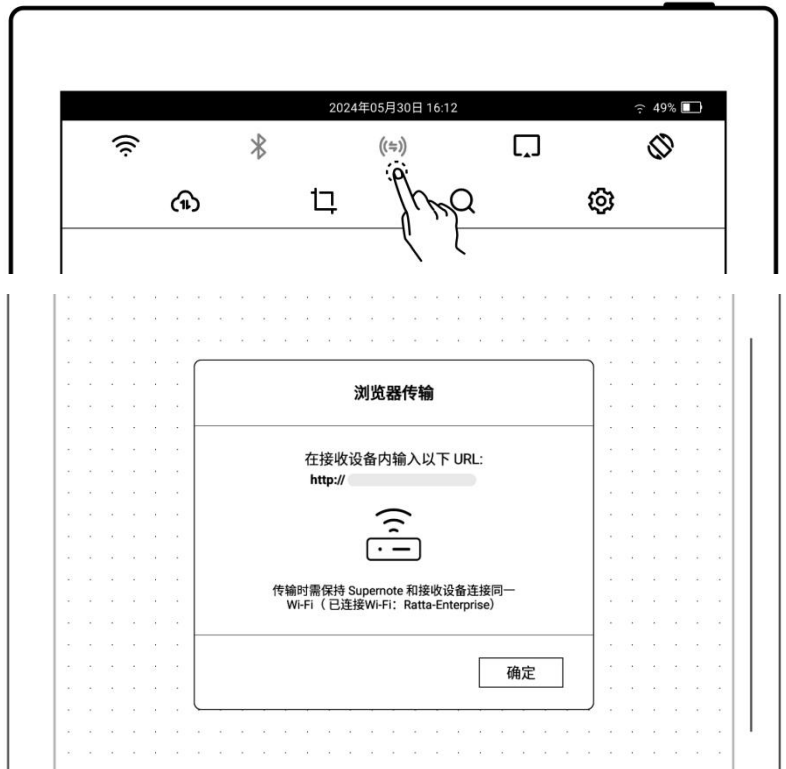 2024年05月30日 16:12
49%
浏览器传输
在接收设备内输入以下 URL:
http://
传输时需保持 Supernote 和接收设备连接同一
Wi-Fi（已连接Wi-Fi：Ratta-Enterprise）
确定